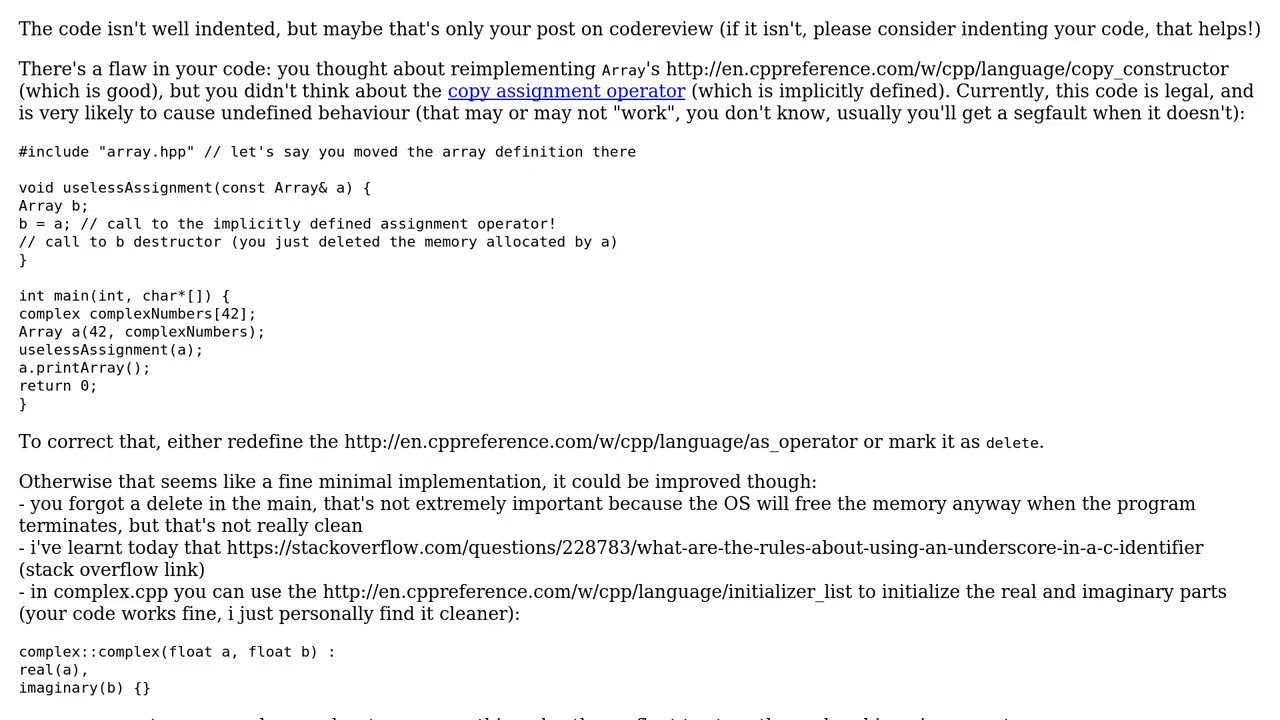 The code isn't well indented, but maybe that's only your post on codereview (if it isn't, please consider indenting your code, that helps!)
There's a flaw in your code: you thought about reimplementing Array's http://en.cppreference.com/w/cpp/language/copy_constructor
(which is good), but you didn't think about the copy assignment operator (which is implicitly defined). Currently, this code is legal, and
is very likely to cause undefined behaviour (that may or may not "work", you don't know, usually you'll get a segfault when it doesn't):
#include "array.hpp" // let's say you moved the array definition there
void uselessAssignment(const Array& a) {
Array b;
b = a; // call to the implicitly defined assignment operator!
// call to b destructor (you just deleted the memory allocated by a)
}
int main(int, char*[]) {
complex complexNumbers[42];
Array a(42, complexNumbers);
uselessAssignment(a);
a.printArray();
return 0;
}
To correct that, either redefine the http://en.cppreference.com/w/cpp/language/as_operator or mark it as delete.
Otherwise that seems like a fine minimal implementation, it could be improved though:
- you forgot a delete in the main, that's not extremely important because the OS will free the memory anyway when the program
terminates, but that's not really clean
- i've learnt today that https://stackoverflow.com/questions/228783/what-are-the-rules-about-using-an-underscore-in-a-c-identifier
(stack overflow link)
- in complex.cpp you can use the http://en.cppreference.com/w/cpp/language/initializer_list to initialize the real and imaginary parts
(your code works fine, i just personally find it cleaner):
complex::complex(float a, float b) :
real(a),
imaginary(b) {}